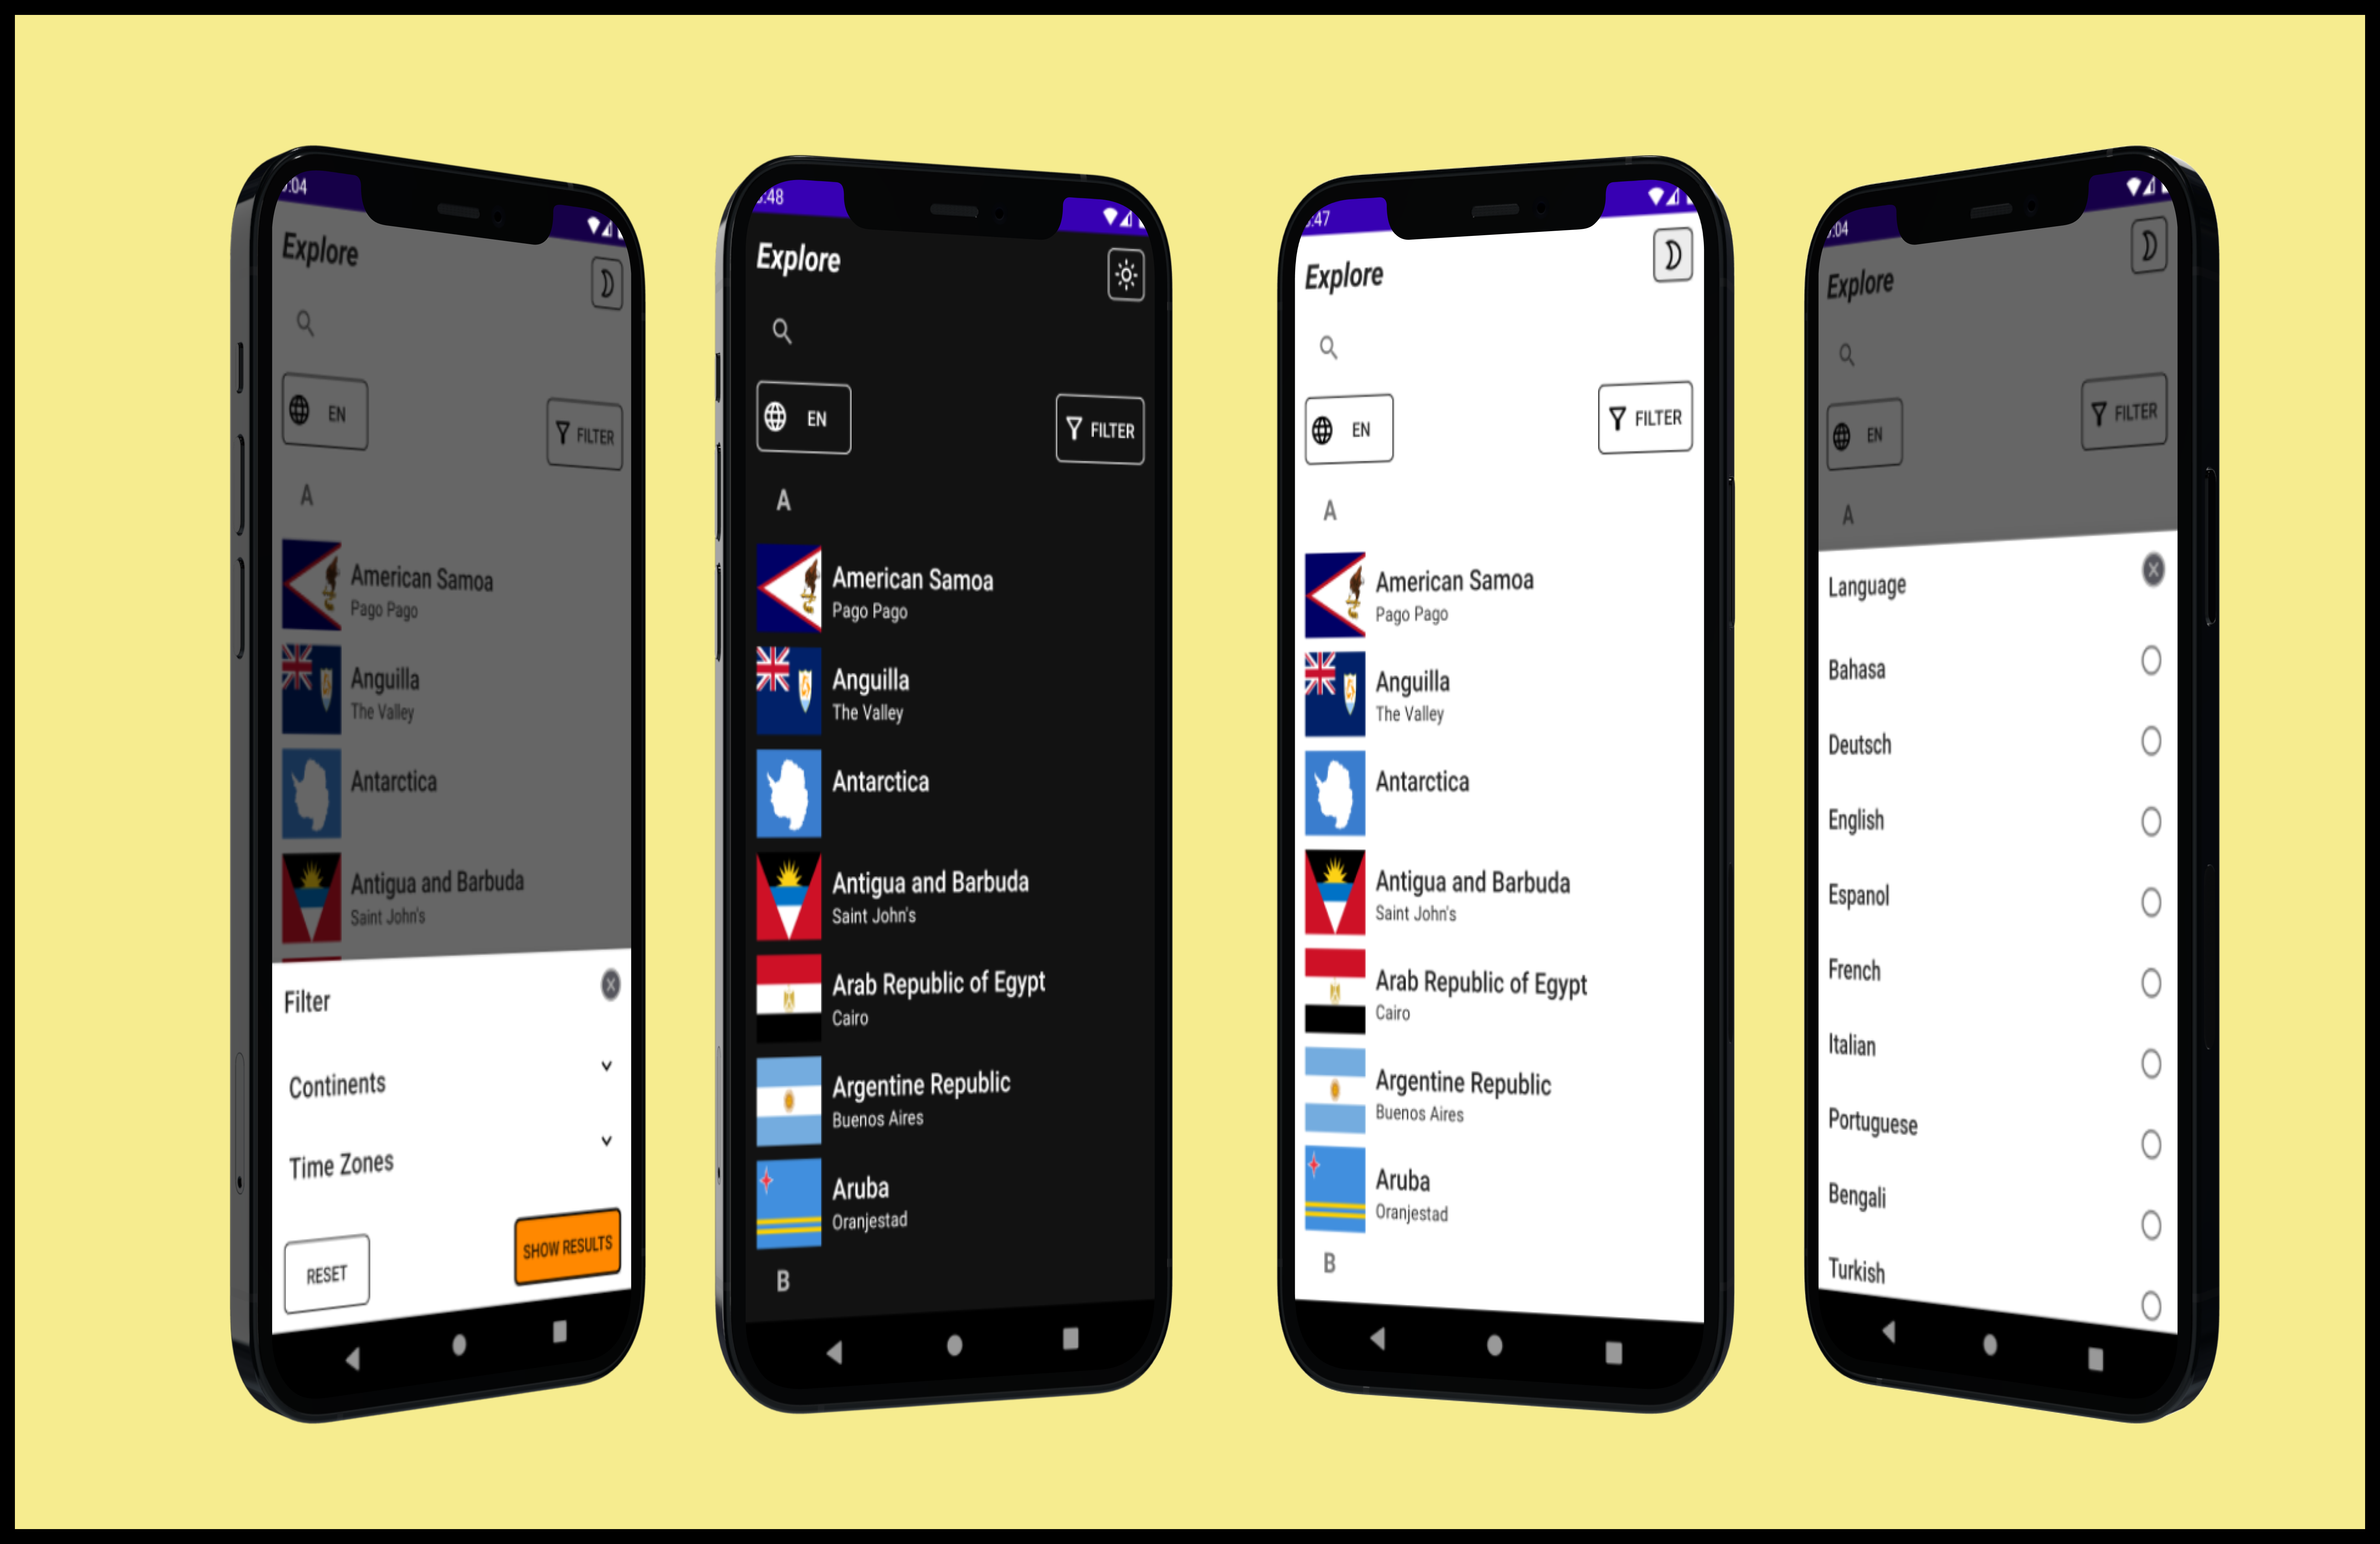 :04
Explore
EN
FILTER
A
American Samoa
Pago Pago
Anguilla
The Valley
Antarctica
Antigua and Barbuda
Saint John's
Filter
Continents
Time Zones
RESET
SHOW RESULTS
:48
Explore
EN
FILTER
A
American Samoa
Pago Pago
Anguilla
The Valley
Antarctica
Antigua and Barbuda
Saint John's
Arab Republic of Egypt
Cairo
Argentine Republic
Buenos Aires
Aruba
Oranjestad
B
:47
Explore
EN
FILTER
A
American Samoa
Pago Pago
Anguilla
The Valley
Antarctica
Antigua and Barbuda
Saint John's
Arab Republic of Egypt
Cairo
Argentine Republic
Buenos Aires
Aruba
Oranjestad
B
:04
Explore
EN
FILTER
A
Language
Bahasa
Deutsch
English
Espanol
French
Italian
Portuguese
Bengali
Turkish